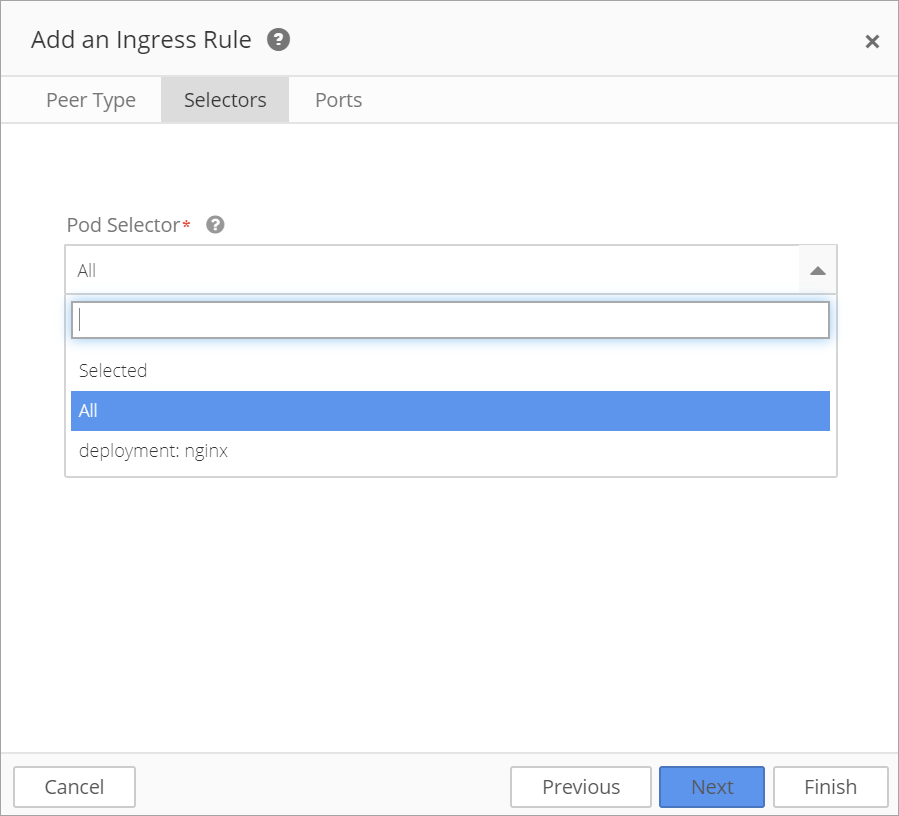 Add an Ingress Rule ?
×
Peer Type Selectors Ports
Pod Selector* ?
All
Selected
All
deployment: nginx
Cancel Previous Next Finish